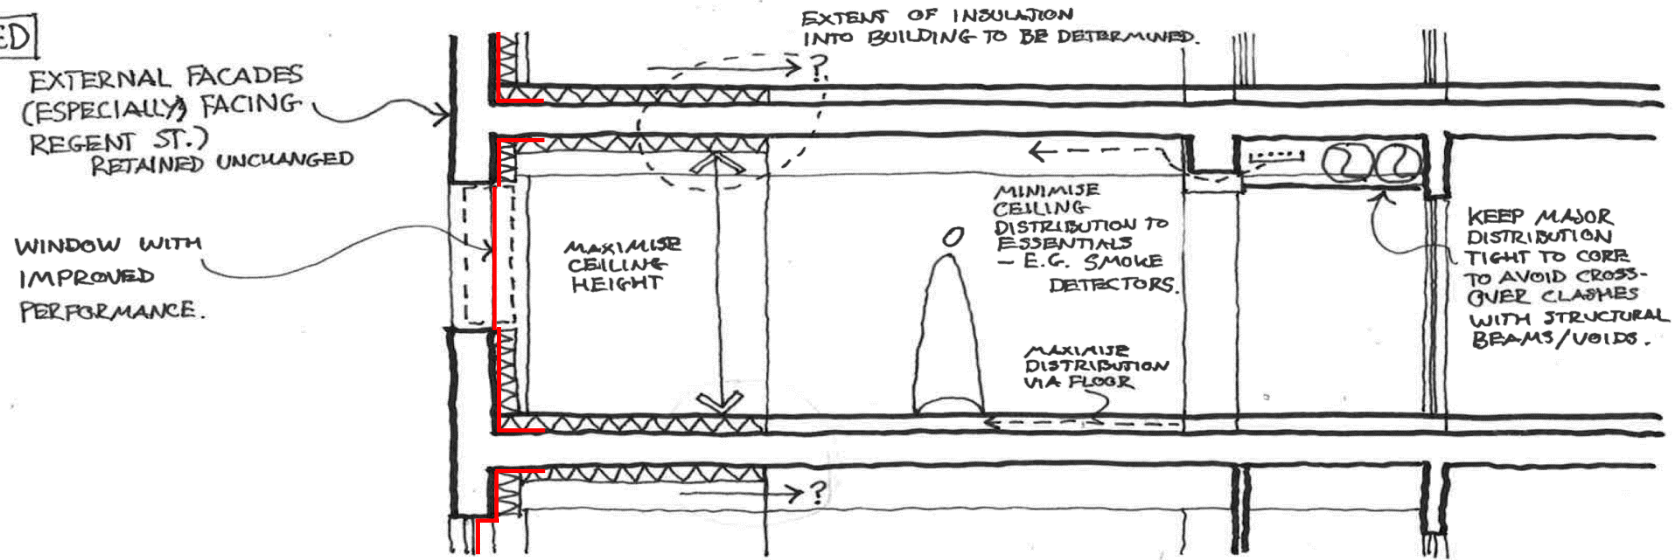 ED
EXTERNAL FACADES
(ESPECIALLY) FACING
REGENT ST.)
RETAINED UNCHANGED
WINDOW WITH
IMPROVED
PERFORMANCE.
EXTENT OF INSULATION
INTO BUILDING TO BE DETERMINED.
?
MAXIMISE
CEILING
HEIGHT
MINIMISE
CEILING
DISTRIBUTION TO
ESSENTIALS
- E.G. SMOKE
DETECTORS.
MAXIMISE
DISTRIBUTION
VIA FLOOR
KEEP MAJOR
DISTRIBUTION
TIGHT TO CORE
TO AVOID CROSS-
OVER CLASHES
WITH STRUCTURAL
BEAMS/VOIDS.
?